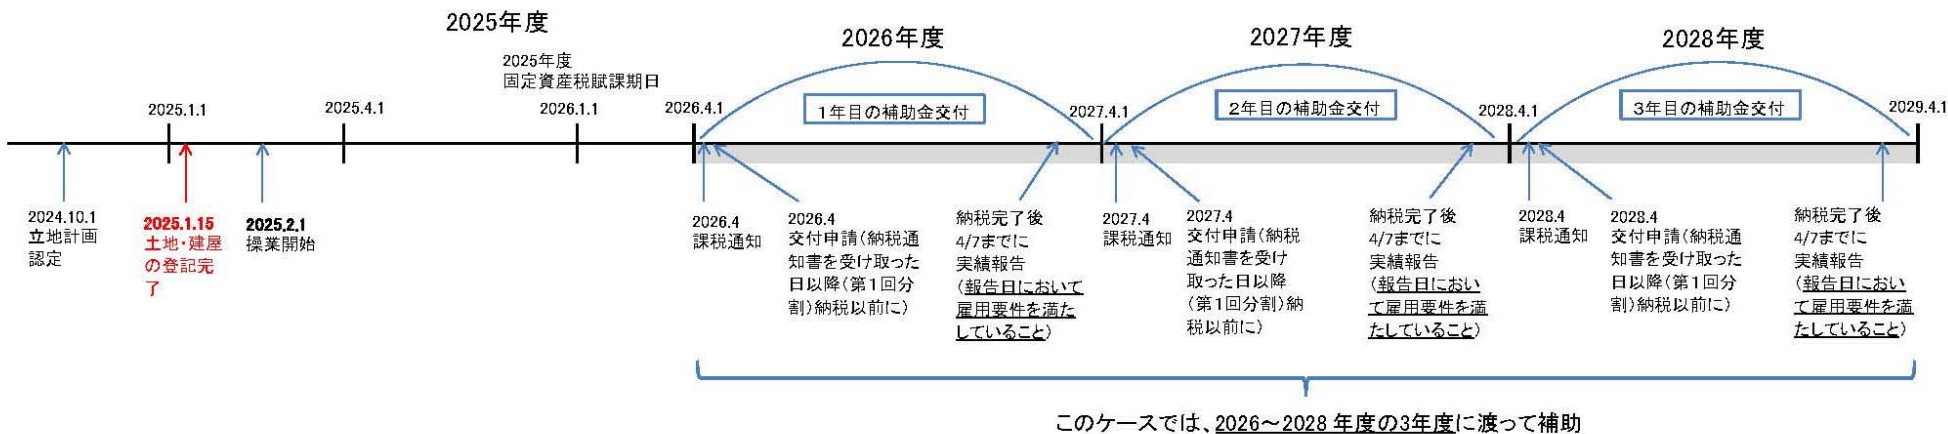 2025年度
2026年度
2027年度
2028年度
2025年度
固定資産税賦課期日
2025.1.1
2025.4.1
2026.1.1
2026.4.1
1年目の補助金交付
2027.4.1
2年目の補助金交付
2028.4.1
3年目の補助金交付
2029.4.1
2024.10.1
立地計画
認定
2025.1.15
土地・建屋
の登記完
了
2025.2.1
操業開始
2026.4
課税通知
2026.4
交付申請(納税通
知書を受け取った
日以降(第1回分
割)納税以前に)
納税完了後
4/7までに
実績報告
(報告日において
雇用要件を満た
していること)
2027.4
課税通知
2027.4
交付申請(納税
通知書を受け
取った日以降
(第1回分割)納
税以前に)
納税完了後
4/7までに
実績報告
(報告日におい
て雇用要件を満
たしていること)
2028.4
課税通知
2028.4
交付申請(納税通
知書を受け取った
日以降(第1回分
割)納税以前に)
納税完了後
4/7までに
実績報告
(報告日におい
て雇用要件を満
たしていること)
このケースでは、2026~2028 年度の3年度に渡って補助